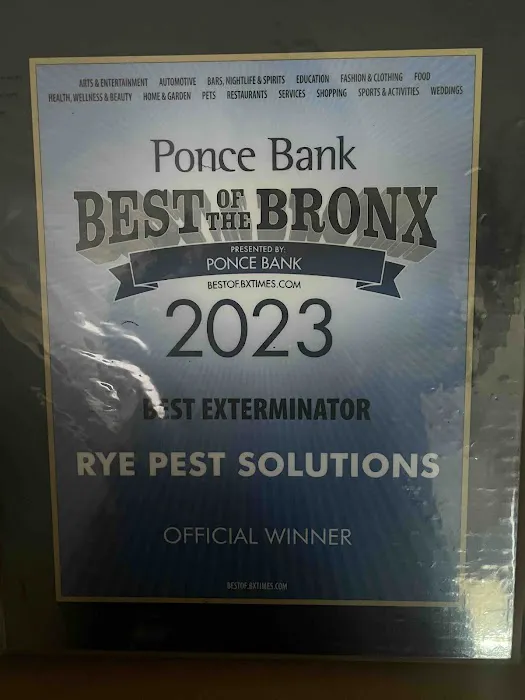 ARTS & ENTERTAINMENT AUTOMOTIVE BARS, NIGHTLIFE & SPIRITS EDUCATION FASHION & CLOTHING FOOD
HEALTH, WELLNESS & BEAUTY HOME & GARDEN PETS RESTAURANTS SERVICES SHOPPING SPORTS & ACTIVITIES WEDDINGS
Ponce Bank
BEST OF THE BRONX
PRESENTED BY:
PONCE BANK
BESTOF.BXTIMES.COM
2023
BEST EXTERMINATOR
RYE PEST SOLUTIONS
OFFICIAL WINNER
BESTOF.BXTIMES.COM